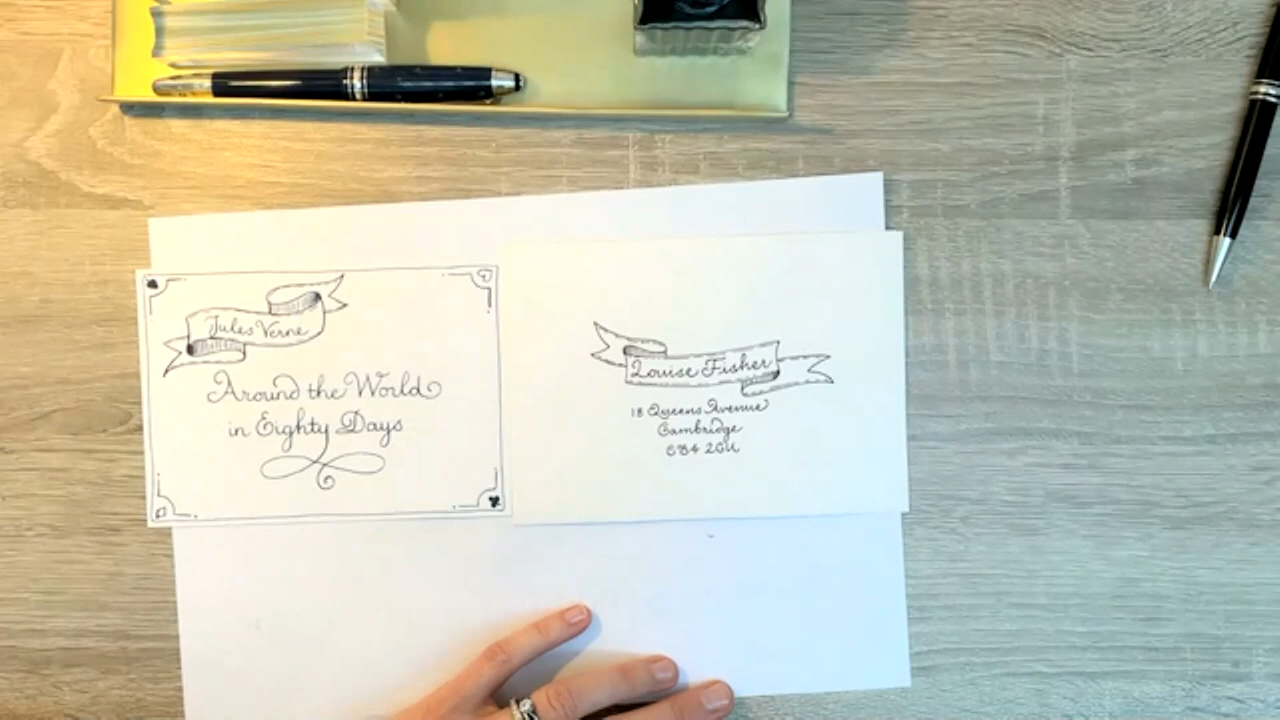 Jules Verne
Around the World
in Eighty Days
Louise Fisher
18 Queens Avenue
Cambridge
CB4 2GU